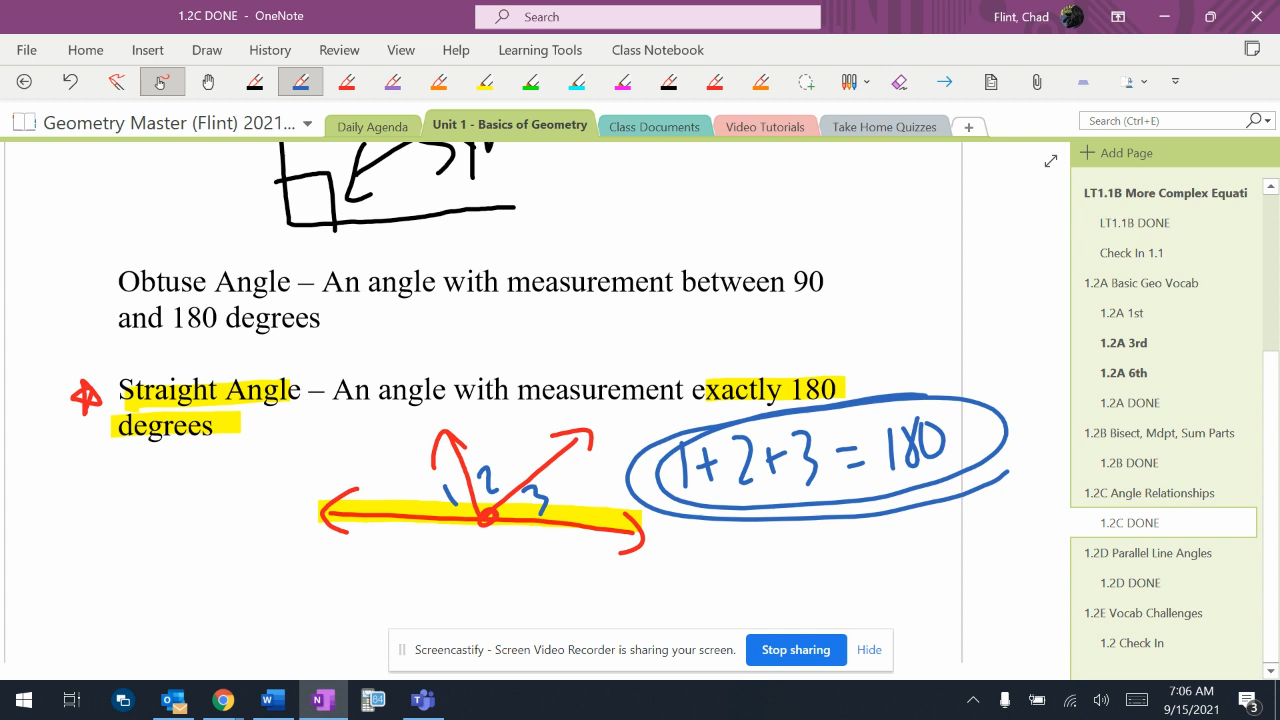 1.2C DONE - OneNote
Search
Flint, Chad
File Home Insert Draw History Review View Help Learning Tools Class Notebook
Geometry Master (Flint) 2021... Daily Agenda Unit 1 - Basics of Geometry Class Documents Video Tutorials Take Home Quizzes +
Search (Ctrl+E)
Add Page
LT1.1B More Complex Equati
LT1.1B DONE
Check In 1.1
1.2A Basic Geo Vocab
1.2A 1st
1.2A 3rd
1.2A 6th
1.2A DONE
1.2B Bisect, Mdpt, Sum Parts
1.2B DONE
1.2C Angle Relationships
1.2C DONE
1.2D Parallel Line Angles
1.2D DONE
1.2E Vocab Challenges
1.2 Check In
Obtuse Angle – An angle with measurement between 90
and 180 degrees
Straight Angle – An angle with measurement exactly 180
degrees
1 2 3
1+2+3 = 180
Screencastify - Screen Video Recorder is sharing your screen. Stop sharing Hide
7:06 AM
9/15/2021
3